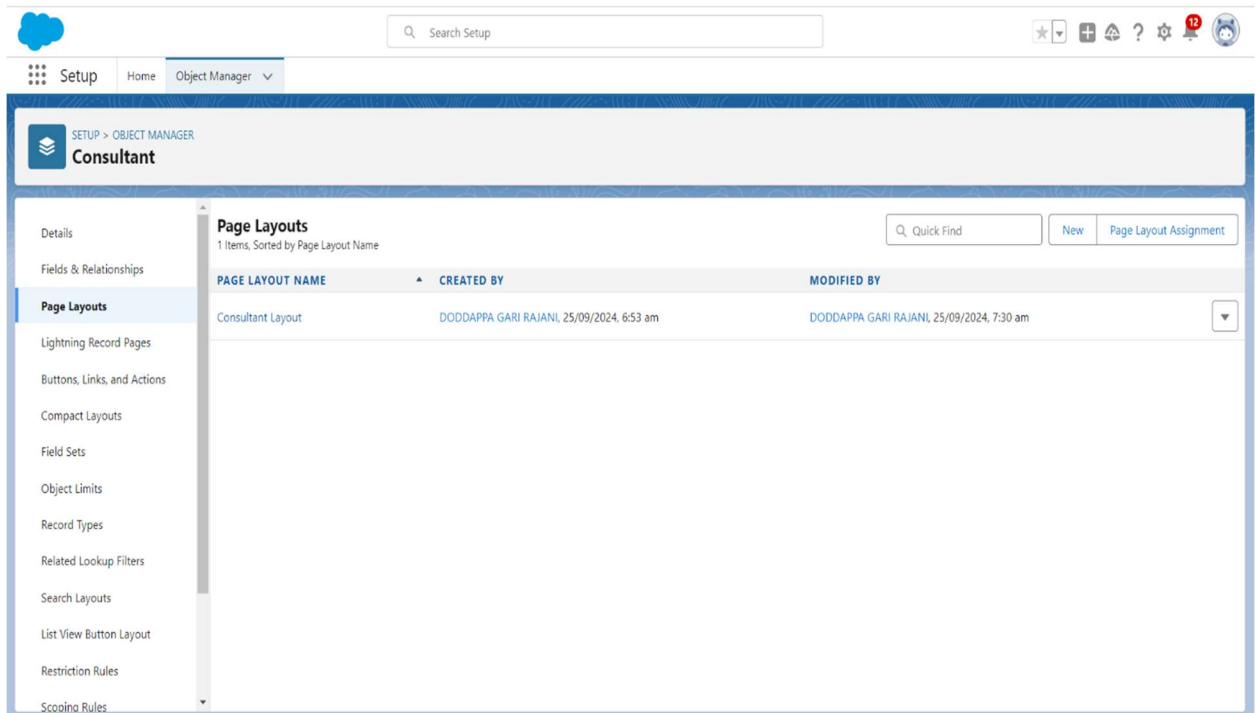 Search Setup
12
Setup Home Object Manager
SETUP > OBJECT MANAGER
Consultant
Details
Fields & Relationships
Page Layouts
Lightning Record Pages
Buttons, Links, and Actions
Compact Layouts
Field Sets
Object Limits
Record Types
Related Lookup Filters
Search Layouts
List View Button Layout
Restriction Rules
Scoping Rules
Page Layouts
1 Items, Sorted by Page Layout Name
Quick Find New Page Layout Assignment
PAGE LAYOUT NAME CREATED BY MODIFIED BY
Consultant Layout DODDAPPA GARI RAJANI, 25/09/2024, 6:53 am DODDAPPA GARI RAJANI, 25/09/2024, 7:30 am